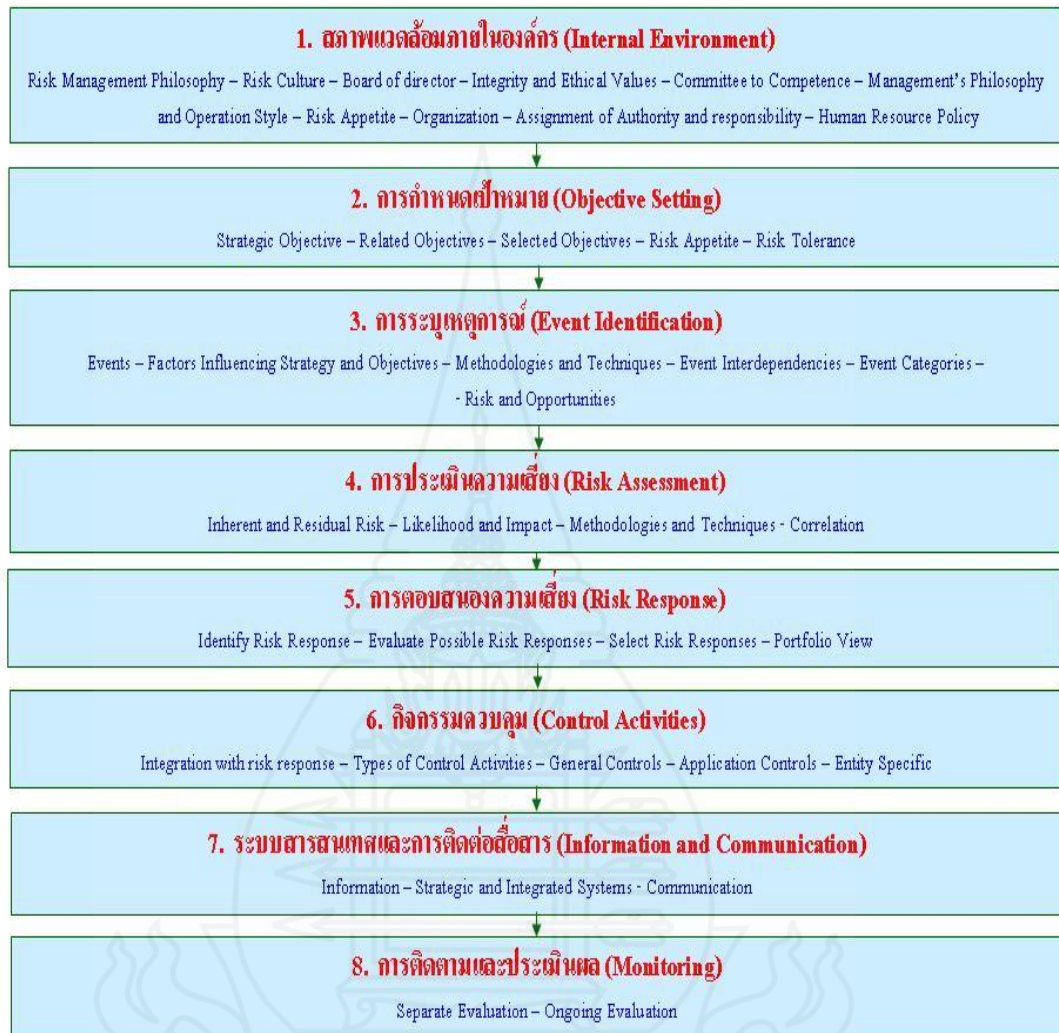 1. สภาพแวดล้อมภายในองค์กร (Internal Environment)
Risk Management Philosophy – Risk Culture – Board of director – Integrity and Ethical Values – Committee to Competence – Management's Philosophy
and Operation Style – Risk Appetite – Organization – Assignment of Authority and responsibility – Human Resource Policy
2. การกำหนดเป้าหมาย (Objective Setting)
Strategic Objective – Related Objectives – Selected Objectives – Risk Appetite – Risk Tolerance
3. การระบุเหตุการณ์ (Event Identification)
Events – Factors Influencing Strategy and Objectives – Methodologies and Techniques – Event Interdependencies – Event Categories –
- Risk and Opportunities
4. การประเมินความเสี่ยง (Risk Assessment)
Inherent and Residual Risk – Likelihood and Impact – Methodologies and Techniques - Correlation
5. การตอบสนองความเสี่ยง (Risk Response)
Identify Risk Response – Evaluate Possible Risk Responses – Select Risk Responses – Portfolio View
6. กิจกรรมควบคุม (Control Activities)
Integration with risk response – Types of Control Activities – General Controls – Application Controls – Entity Specific
7. ระบบสารสนเทศและการติดต่อสื่อสาร (Information and Communication)
Information – Strategic and Integrated Systems - Communication
8. การติดตามและประเมินผล (Monitoring)
Separate Evaluation – Ongoing Evaluation